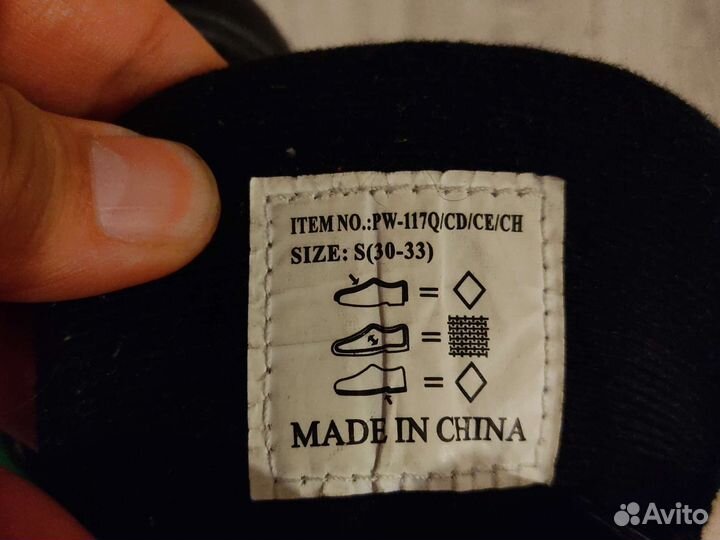 ITEM NO.:PW-117Q/CD/CE/CH
SIZE: S(30-33)
=
=
=
MADE IN CHINA
Avito